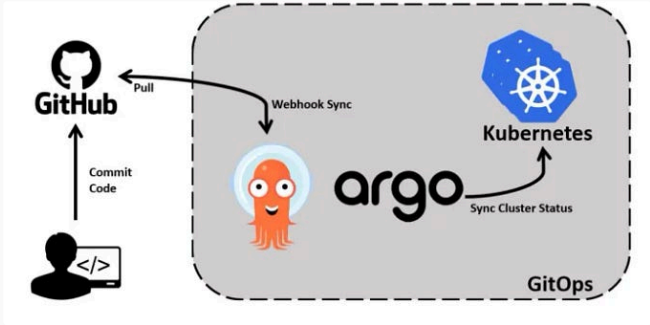 GitHub
Pull
Webhook Sync
Kubernetes
Commit
Code
argo
Sync Cluster Status
</>
GitOps